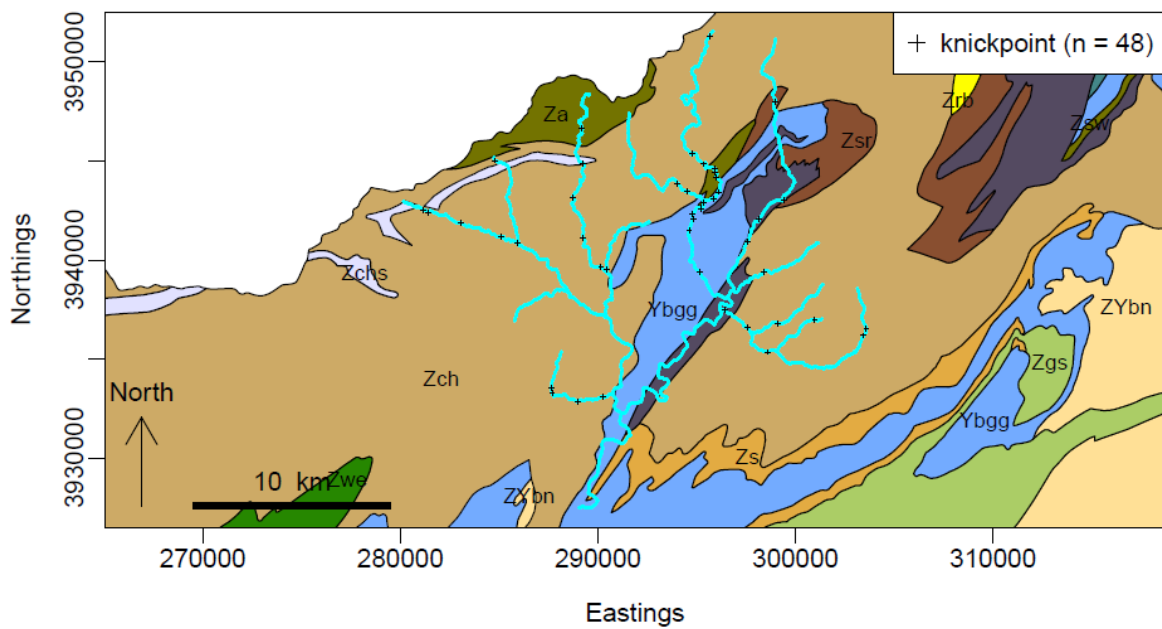 knickpoint (n = 48)
3950000
3940000
3930000
Northings
Za
Zrb
Zsw
Zsr
Zchs
Ybgg
ZYbn
Zch
Zgs
Ybgg
Zs
Zwe
ZYbn
North
10 km
270000
280000
290000
300000
310000
Eastings